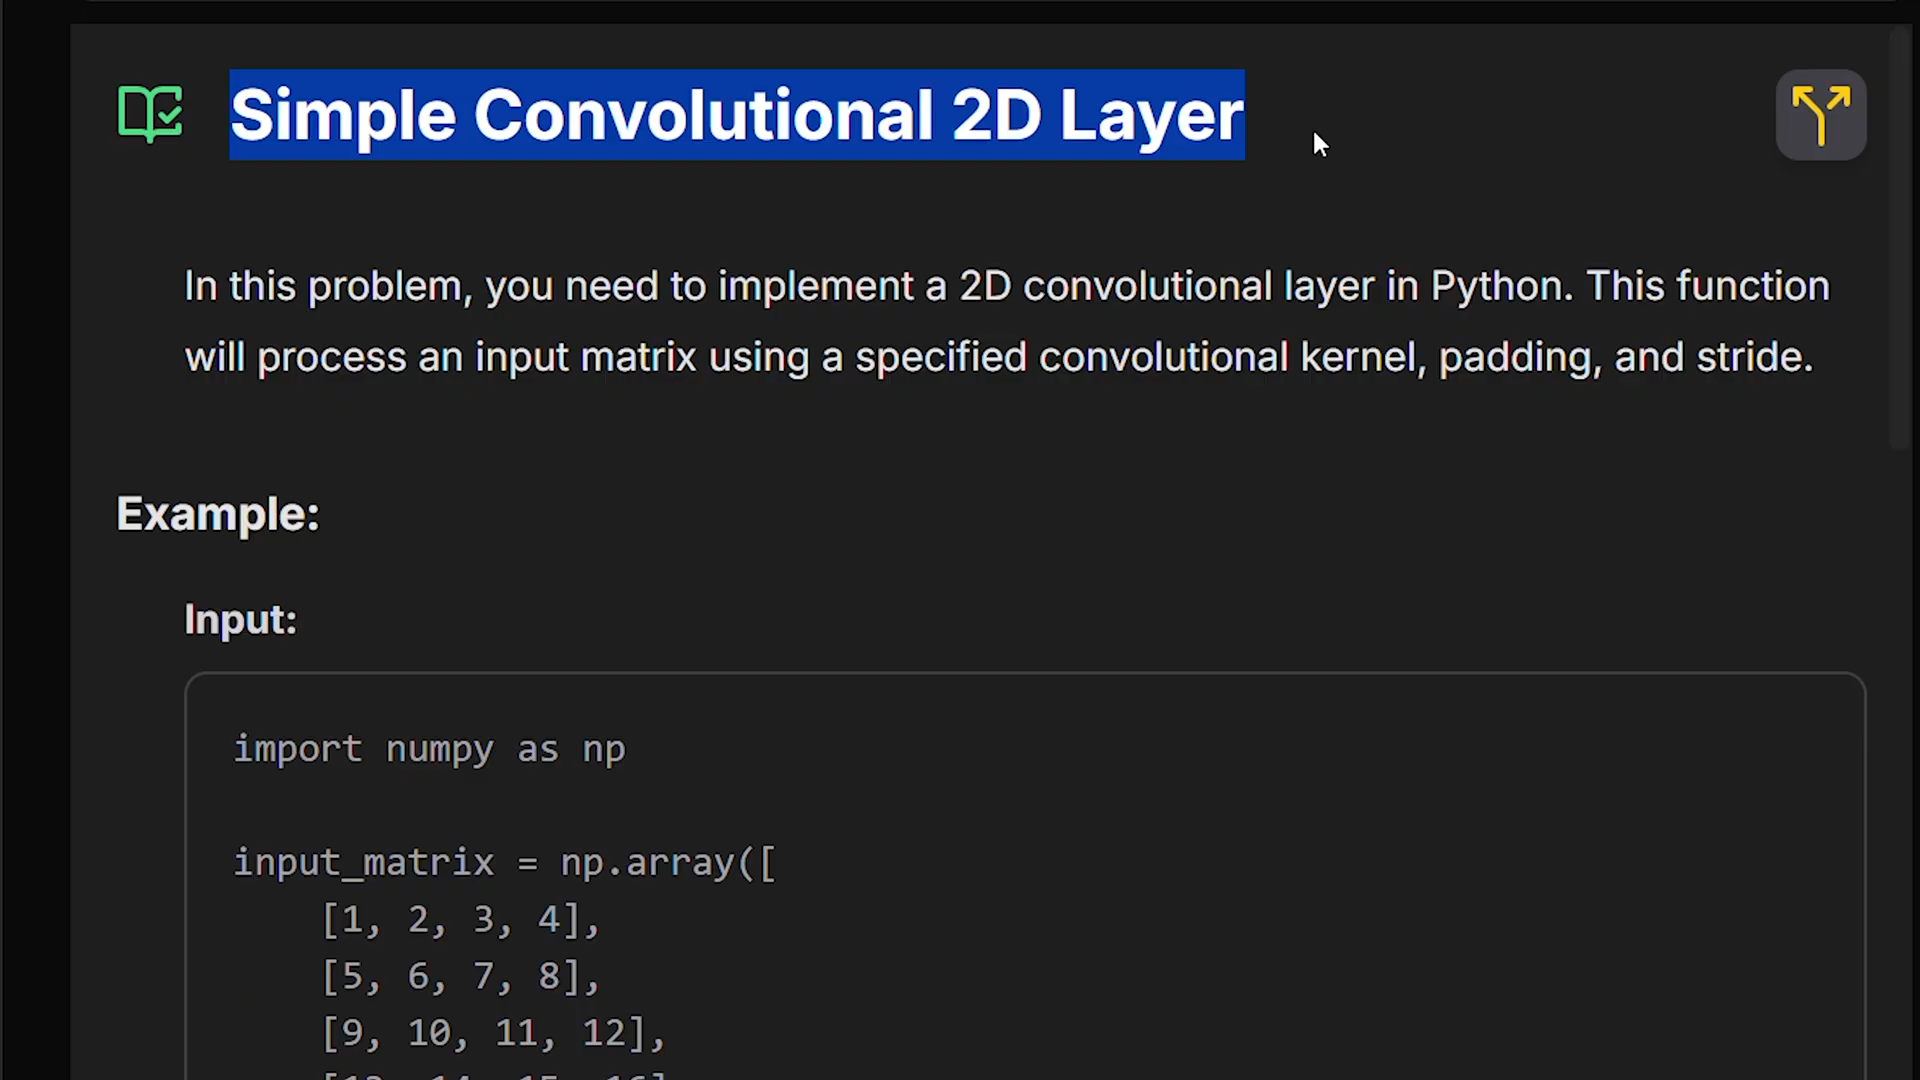 Simple Convolutional 2D Layer
In this problem, you need to implement a 2D convolutional layer in Python. This function
will process an input matrix using a specified convolutional kernel, padding, and stride.
Example:
Input:
import numpy as np
input_matrix = np.array([
[1, 2, 3, 4],
[5, 6, 7, 8],
[9, 10, 11, 12],